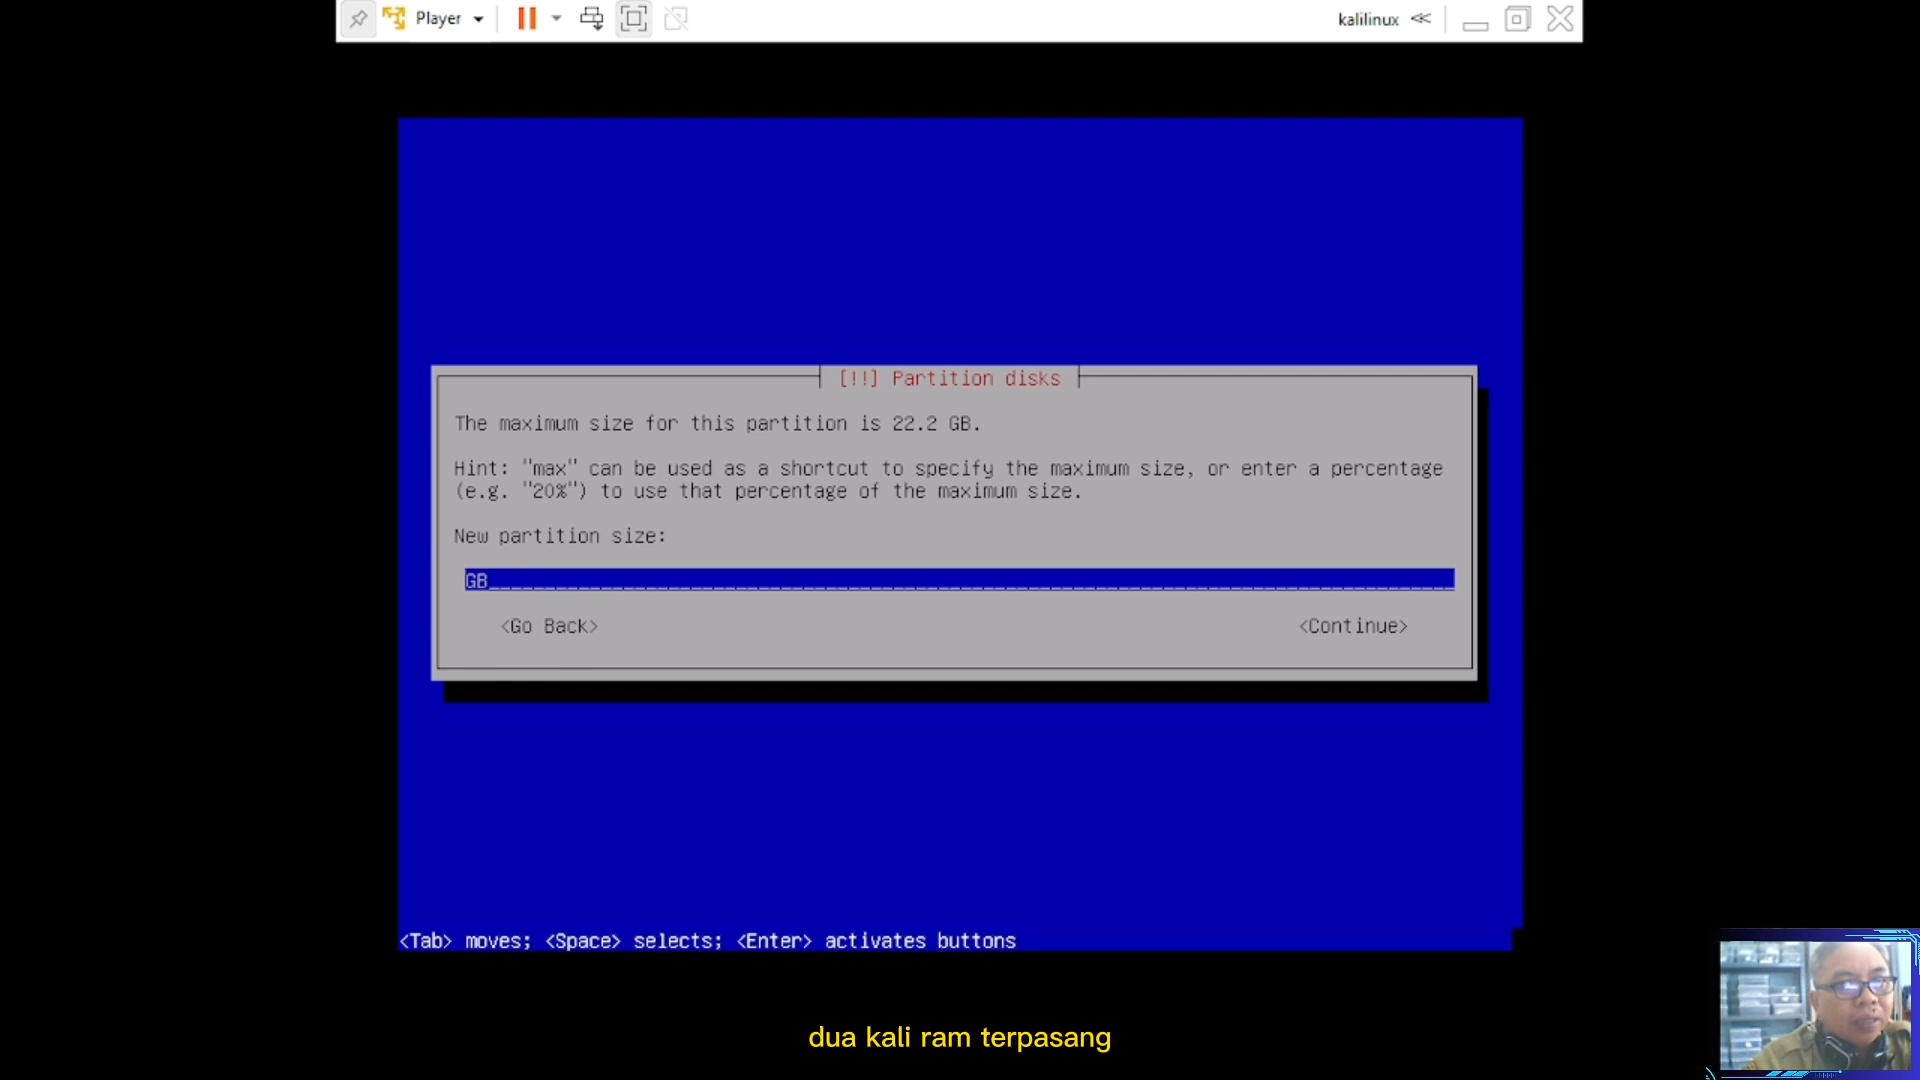 Player
kalilinux
[!!] Partition disks
The maximum size for this partition is 22.2 GB.
Hint: "max" can be used as a shortcut to specify the maximum size, or enter a percentage
(e.g. "20%") to use that percentage of the maximum size.
New partition size:
GB
<Go Back> <Continue>
<Tab> moves; <Space> selects; <Enter> activates buttons
dua kali ram terpasang